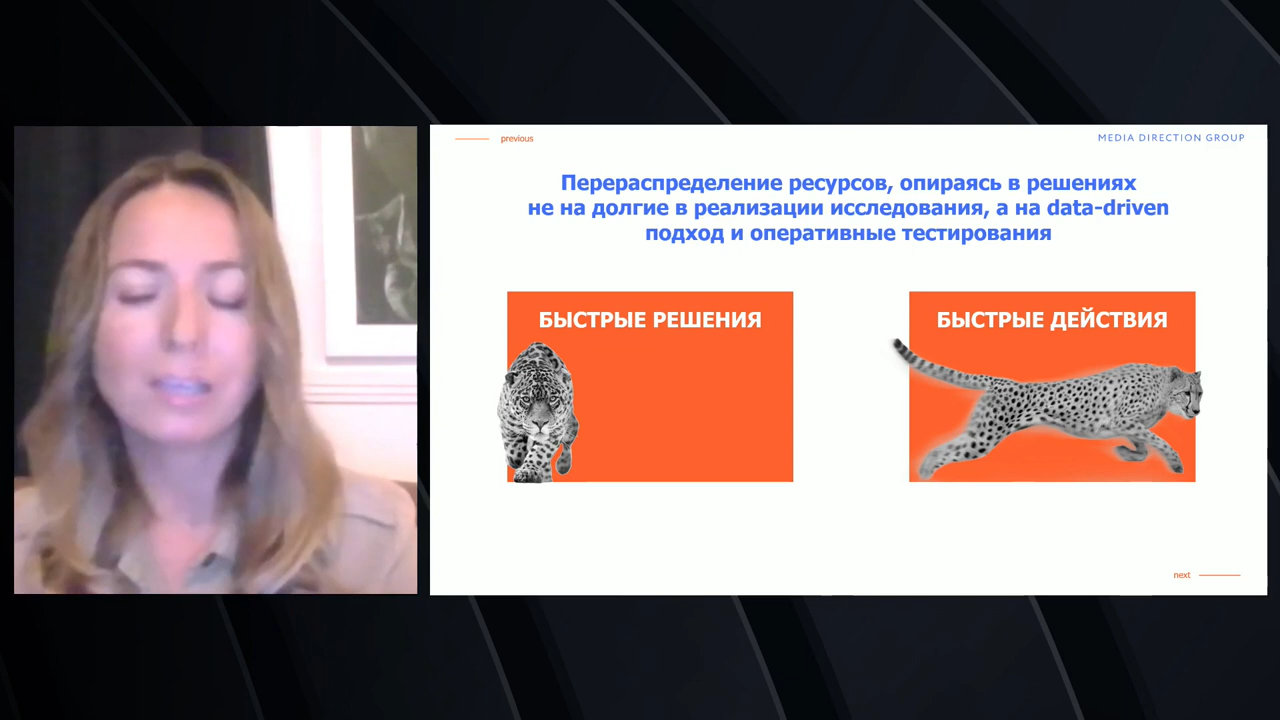 previous
MEDIA DIRECTION GROUP
Перераспределение ресурсов, опираясь в решениях
не на долгие в реализации исследования, а на data-driven
подход и оперативные тестирования
БЫСТРЫЕ РЕШЕНИЯ
БЫСТРЫЕ ДЕЙСТВИЯ
next